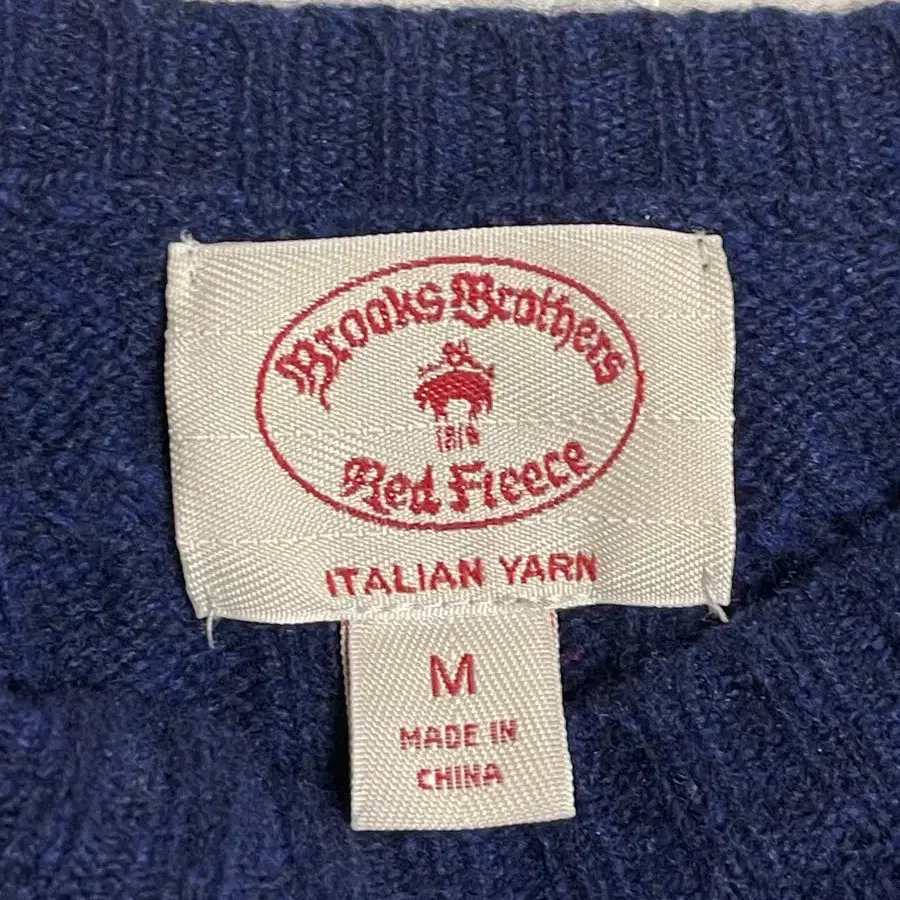 Brooks Brothers
1818
Red Fleece
ITALIAN YARN
M
MADE IN
CHINA